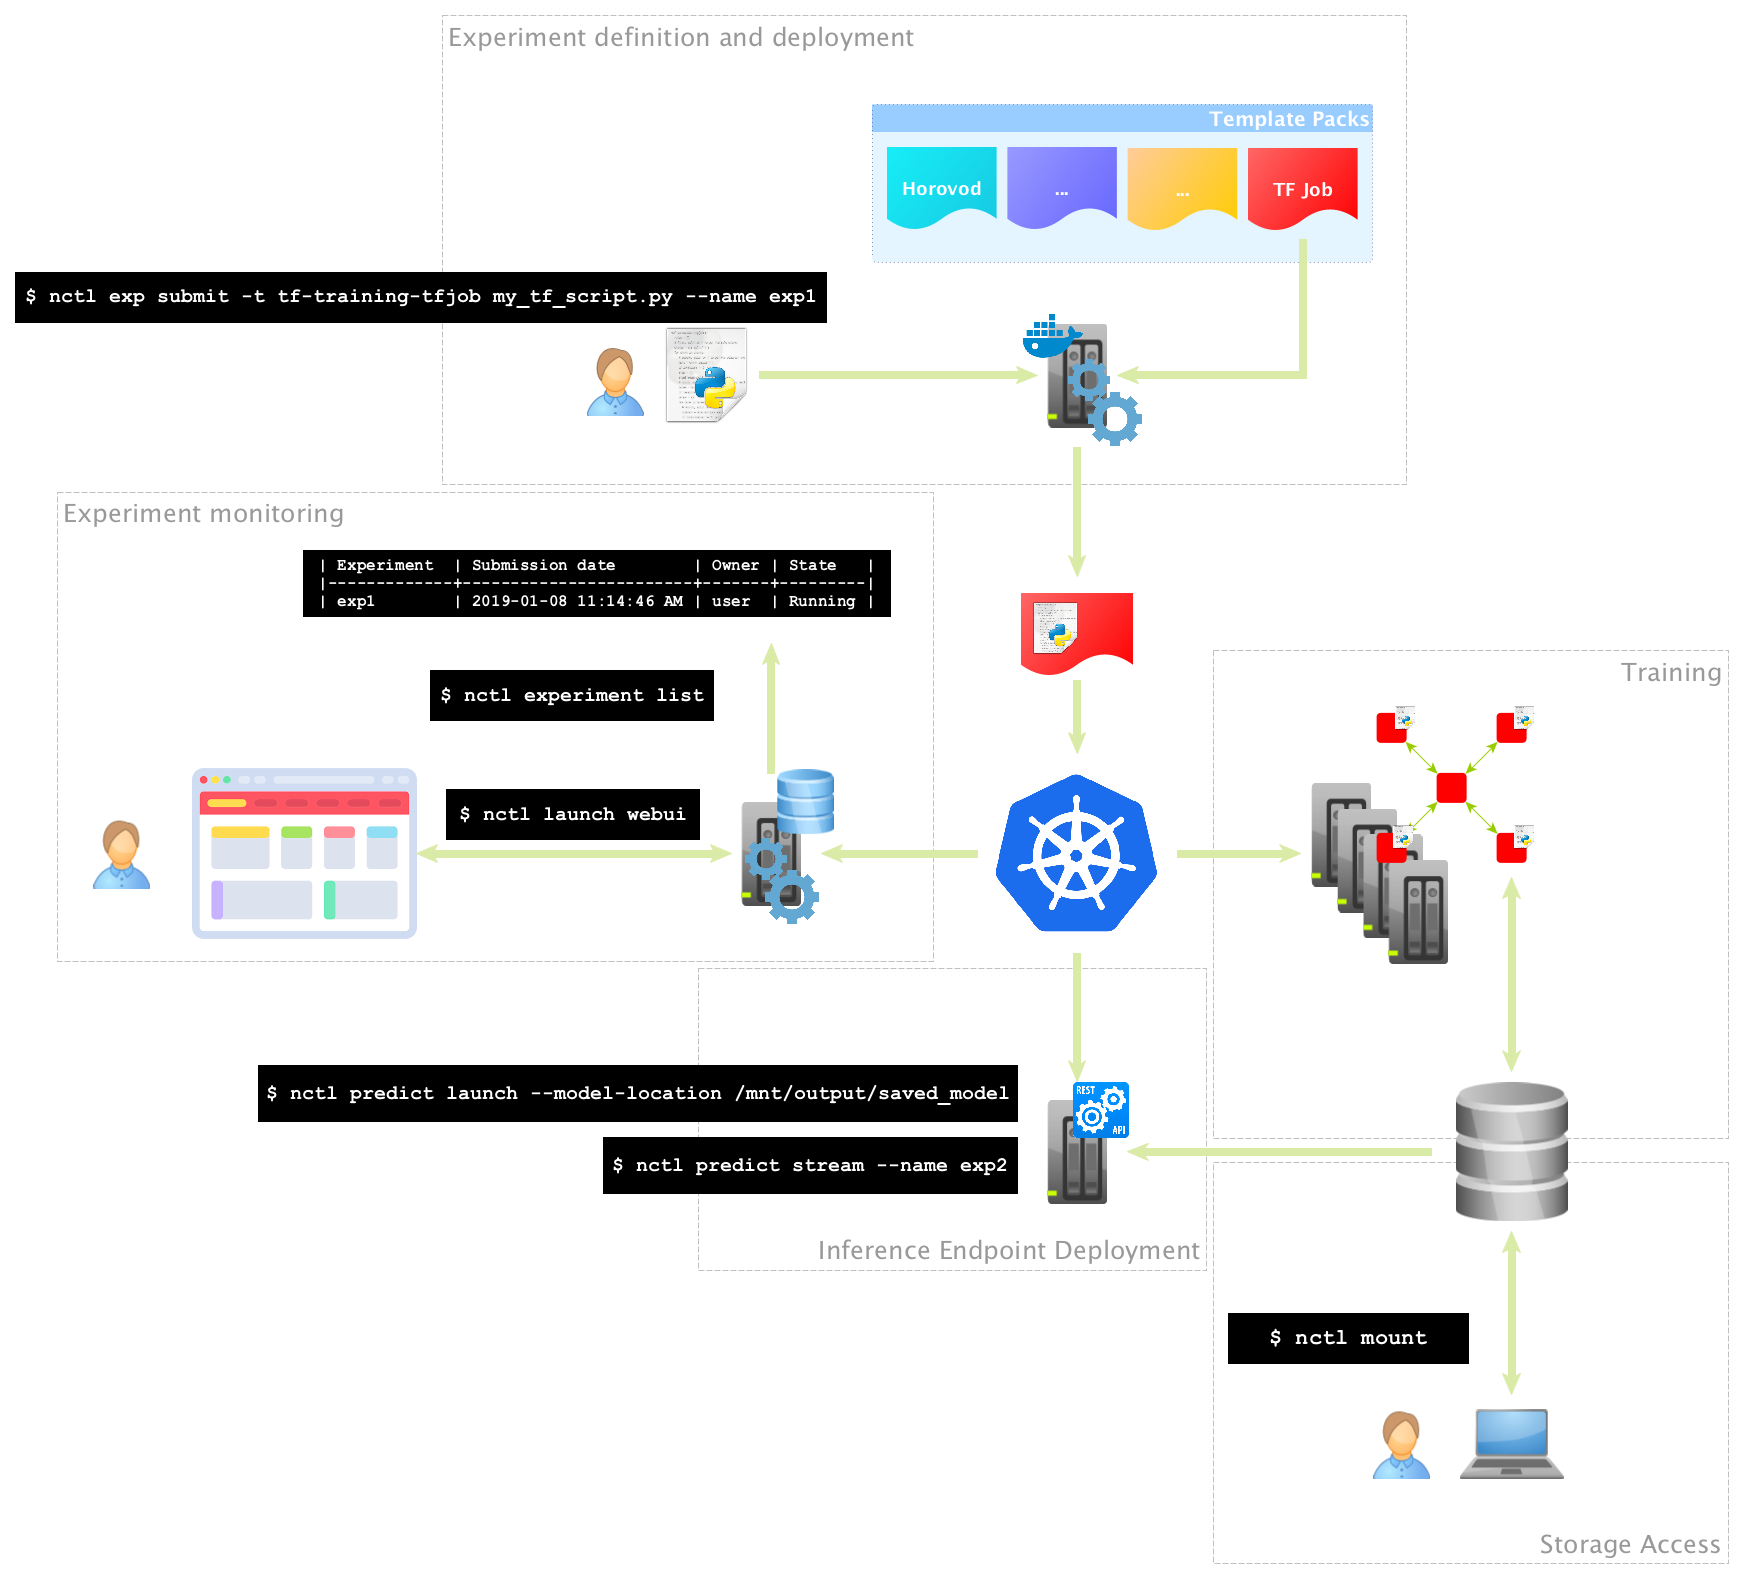 Experiment definition and deployment
Template Packs
Horovod
...
...
TF Job
$ nctl exp submit -t tf-training-tfjob my_tf_script.py --name exp1
Experiment monitoring
| Experiment | Submission date | Owner | State |
|-------------+------------------------+-------+---------|
| exp1 | 2019-01-08 11:14:46 AM | user | Running |
$ nctl experiment list
$ nctl launch webui
Training
$ nctl predict launch --model-location /mnt/output/saved_model
REST
API
$ nctl predict stream --name exp2
Inference Endpoint Deployment
$ nctl mount
Storage Access